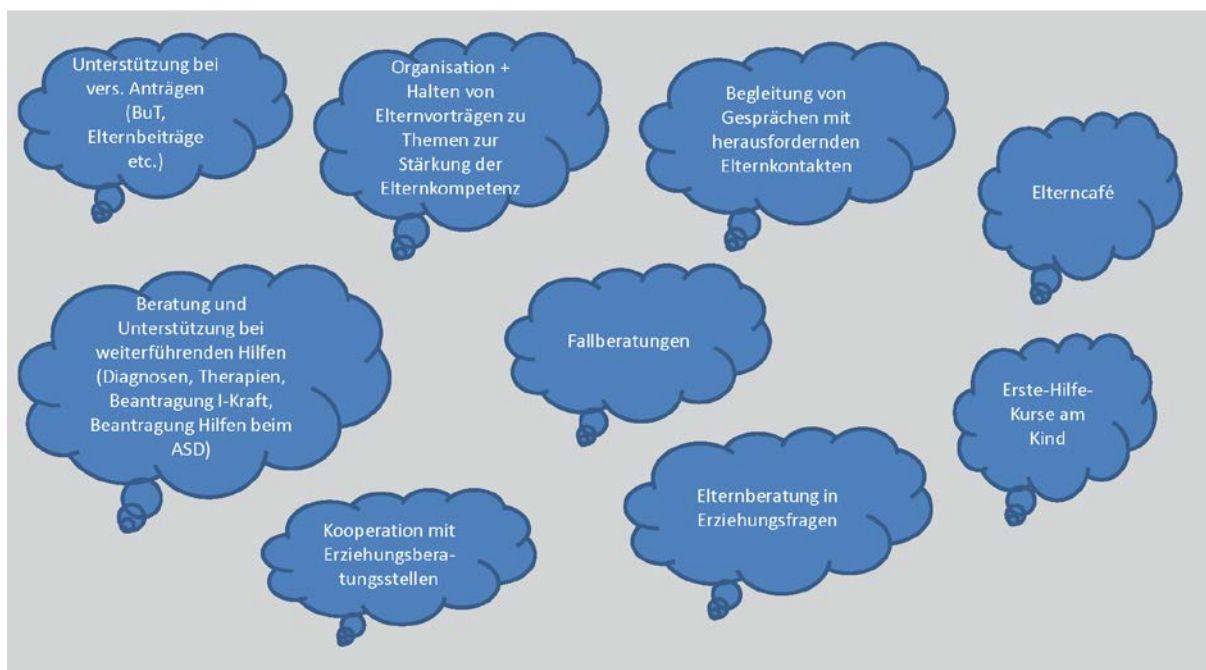 Unterstützung bei
vers. Anträgen
(BuT,
Elternbeiträge
etc.)
Organisation +
Halten von
Elternvorträgen zu
Themen zur
Stärkung der
Elternkompetenz
Begleitung von
Gesprächen mit
herausfordernden
Elternkontakten
Elterncafé
Beratung und
Unterstützung bei
weiterführenden Hilfen
(Diagnosen, Therapien,
Beantragung I-Kraft,
Beantragung Hilfen beim
ASD)
Fallberatungen
Erste-Hilfe-
Kurse am
Kind
Kooperation mit
Erziehungsbera-
tungsstellen
Elternberatung in
Erziehungsfragen